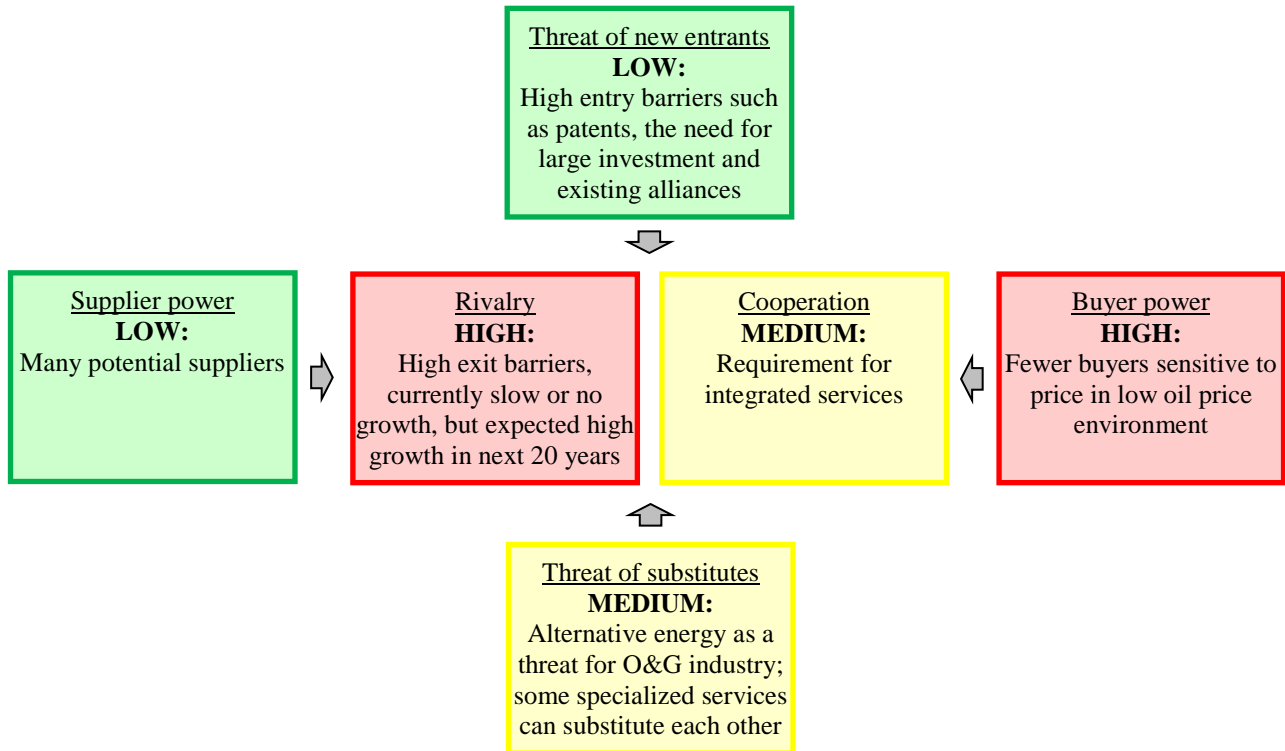 Threat of new entrants
LOW:
High entry barriers such
as patents, the need for
large investment and
existing alliances
Supplier power
LOW:
Many potential suppliers
Rivalry
HIGH:
High exit barriers,
currently slow or no
growth, but expected high
growth in next 20 years
Cooperation
MEDIUM:
Requirement for
integrated services
Buyer power
HIGH:
Fewer buyers sensitive to
price in low oil price
environment
Threat of substitutes
MEDIUM:
Alternative energy as a
threat for O&G industry;
some specialized services
can substitute each other